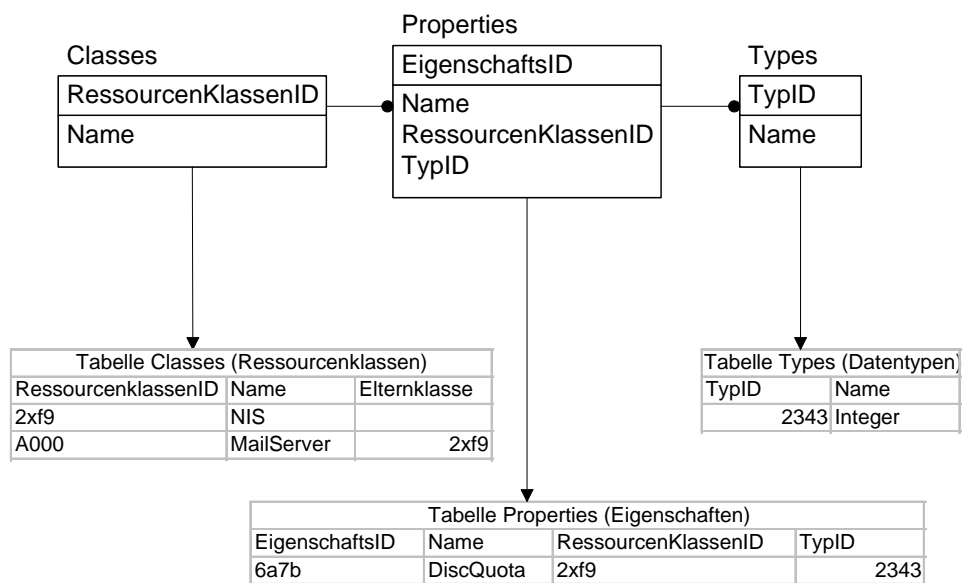 Properties
Classes
Types
EigenschaftsID
RessourcenKlassenID
TypID
Name
RessourcenKlassenID
TypID
Name
Name
Tabelle Classes (Ressourcenklassen)
RessourcenklassenID Name Elternklasse
2xf9 NIS
A000 MailServer 2xf9
Tabelle Types (Datentypen)
TypID Name
2343 Integer
Tabelle Properties (Eigenschaften)
EigenschaftsID Name RessourcenKlassenID TypID
6a7b DiscQuota 2xf9 2343